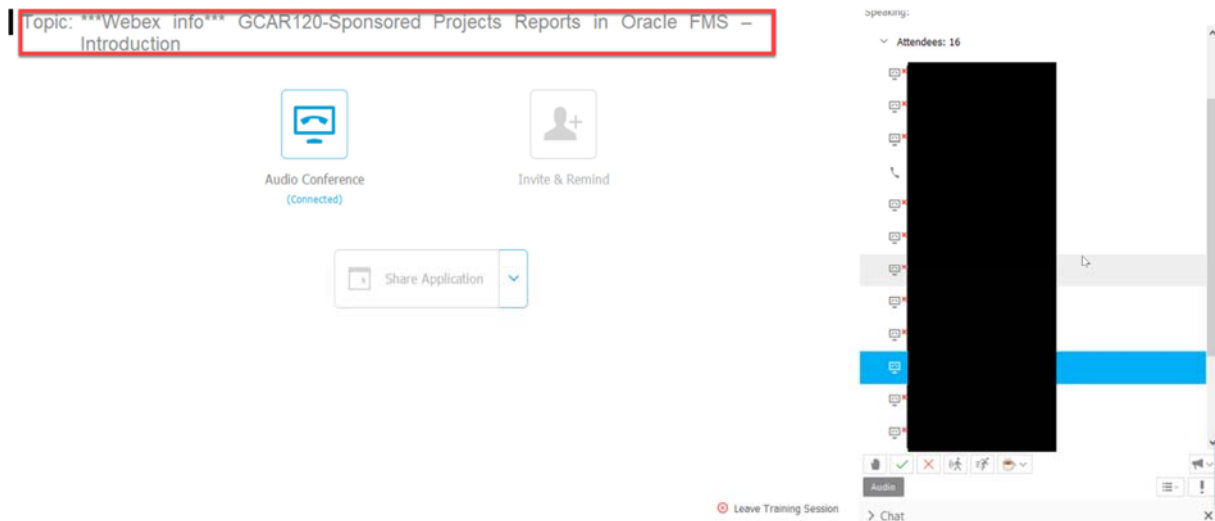 Topic: ***Webex info*** GCAR120-Sponsored Projects Reports in Oracle FMS –
Introduction
Audio Conference
(Connected)
Invite & Remind
Share Application
Leave Training Session
Speaking:
Attendees: 16
Audio
Chat